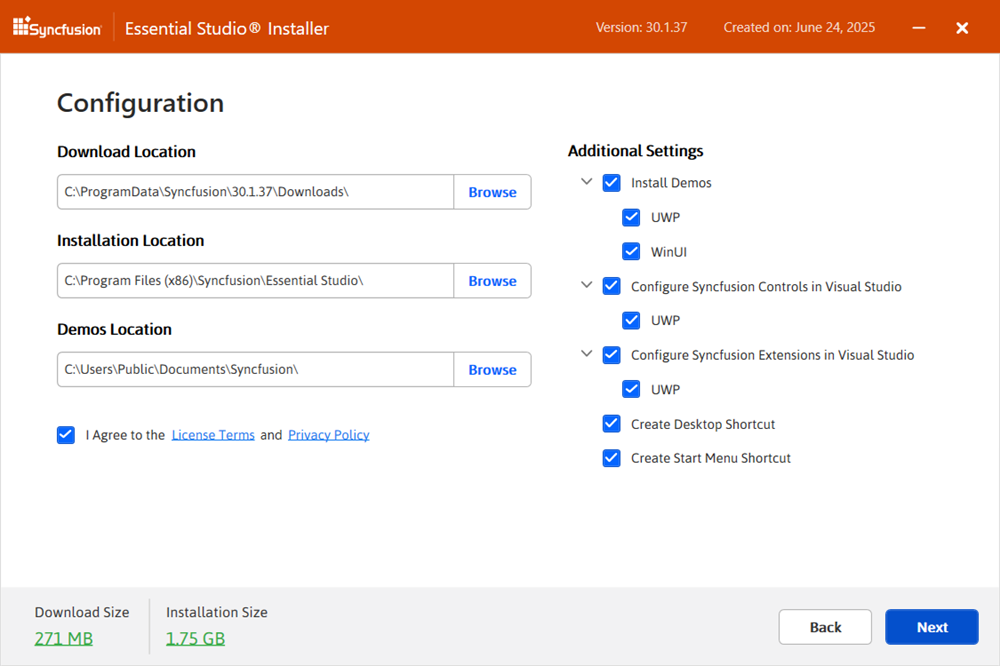 Syncfusion Essential Studio® Installer Version: 30.1.37 Created on: June 24, 2025
Configuration
Download Location
C:\ProgramData\Syncfusion\30.1.37\Downloads\ Browse
Installation Location
C:\Program Files (x86)\Syncfusion\Essential Studio\ Browse
Demos Location
C:\Users\Public\Documents\Syncfusion\ Browse
I Agree to the License Terms and Privacy Policy
Additional Settings
Install Demos
UWP
WinUI
Configure Syncfusion Controls in Visual Studio
UWP
Configure Syncfusion Extensions in Visual Studio
UWP
Create Desktop Shortcut
Create Start Menu Shortcut
Download Size Installation Size
271 MB 1.75 GB
Back Next